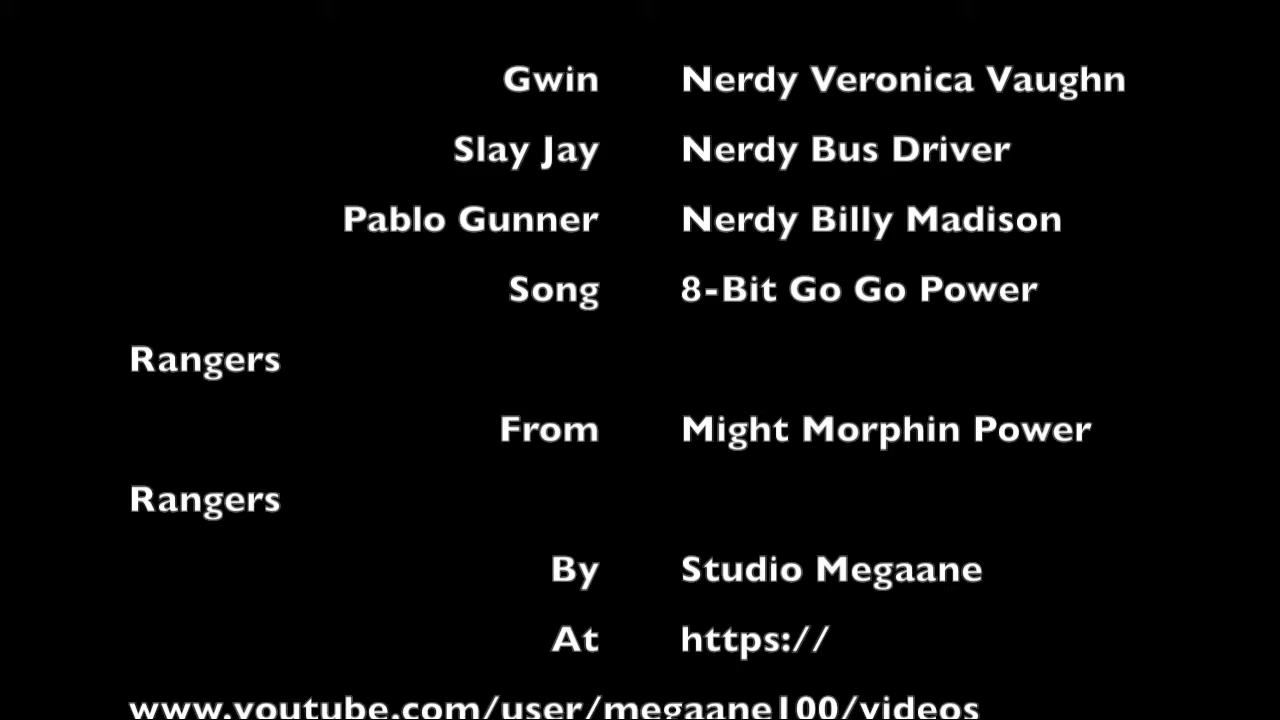 Gwin Nerdy Veronica Vaughn
Slay Jay Nerdy Bus Driver
Pablo Gunner Nerdy Billy Madison
Song 8-Bit Go Go Power
Rangers
From Might Morphin Power
Rangers
By Studio Megaane
At https://
www.youtube.com/user/megaane100/videos